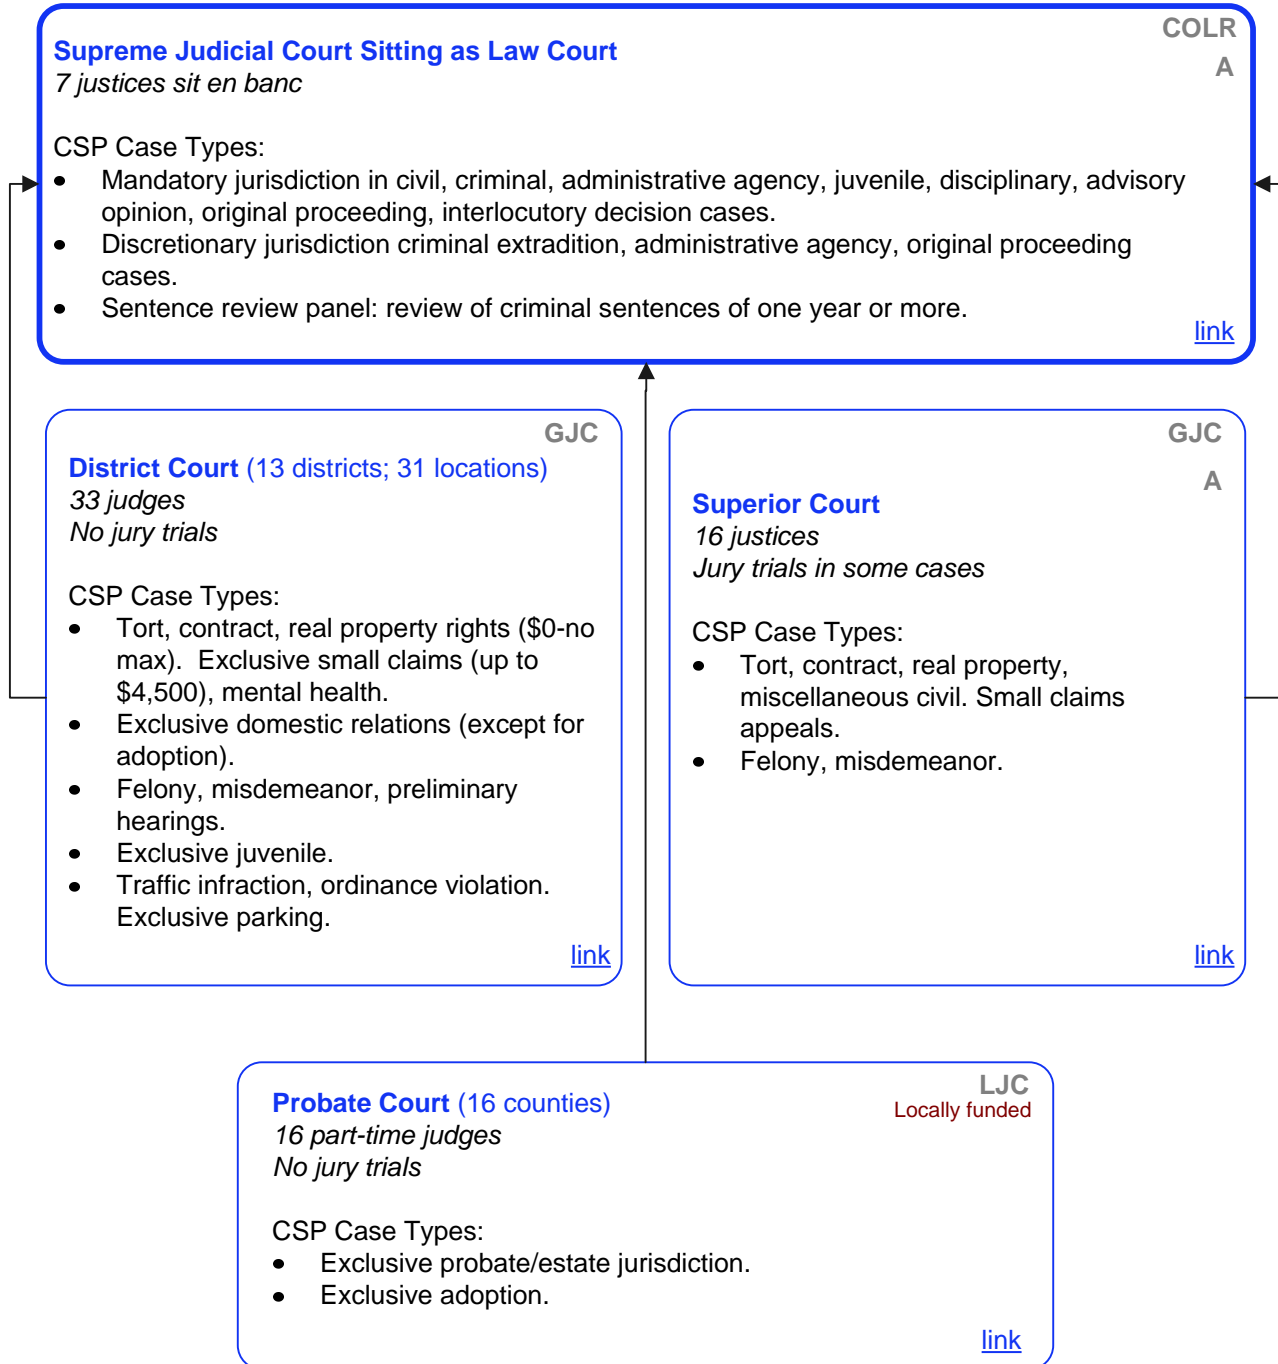 COLR
Supreme Judicial Court Sitting as Law Court
A
7 justices sit en banc
CSP Case Types:
• Mandatory jurisdiction in civil, criminal, administrative agency, juvenile, disciplinary, advisory
opinion, original proceeding, interlocutory decision cases.
• Discretionary jurisdiction criminal extradition, administrative agency, original proceeding
cases.
• Sentence review panel: review of criminal sentences of one year or more.
link
GJC
District Court (13 districts; 31 locations)
33 judges
No jury trials
CSP Case Types:
• Tort, contract, real property rights ($0-no
max). Exclusive small claims (up to
$4,500), mental health.
• Exclusive domestic relations (except for
adoption).
• Felony, misdemeanor, preliminary
hearings.
• Exclusive juvenile.
• Traffic infraction, ordinance violation.
Exclusive parking.
link
GJC
A
Superior Court
16 justices
Jury trials in some cases
CSP Case Types:
• Tort, contract, real property,
miscellaneous civil. Small claims
appeals.
• Felony, misdemeanor.
link
LJC
Locally funded
Probate Court (16 counties)
16 part-time judges
No jury trials
CSP Case Types:
• Exclusive probate/estate jurisdiction.
• Exclusive adoption.
link